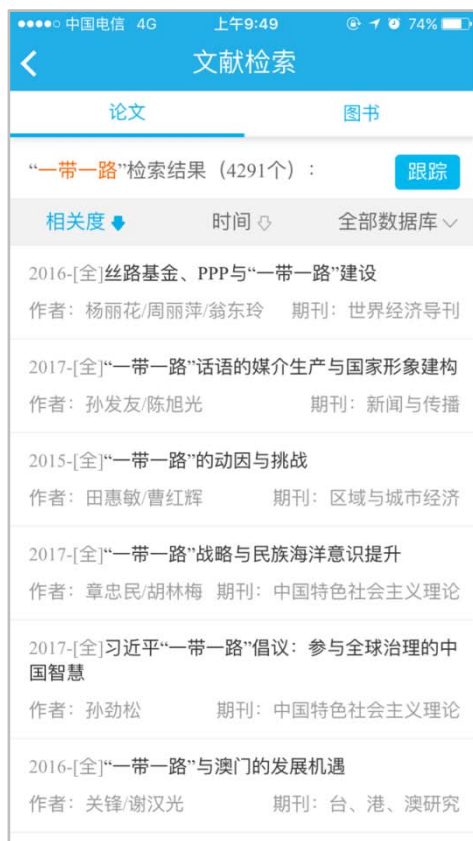 中国电信 4G 上午9:49 74%
文献检索
论文 图书
“一带一路”检索结果（4291个）： 跟踪
相关度 时间 全部数据库
2016-[全]丝路基金、PPP与“一带一路”建设
作者：杨丽花/周丽萍/翁东玲 期刊：世界经济导刊
2017-[全]“一带一路”话语的媒介生产与国家形象建构
作者：孙发友/陈旭光 期刊：新闻与传播
2015-[全]“一带一路”的动因与挑战
作者：田惠敏/曹红辉 期刊：区域与城市经济
2017-[全]“一带一路”战略与民族海洋意识提升
作者：章忠民/胡林梅 期刊：中国特色社会主义理论
2017-[全]习近平“一带一路”倡议：参与全球治理的中
国智慧
作者：孙劲松 期刊：中国特色社会主义理论
2016-[全]“一带一路”与澳门的发展机遇
作者：关锋/谢汉光 期刊：台、港、澳研究